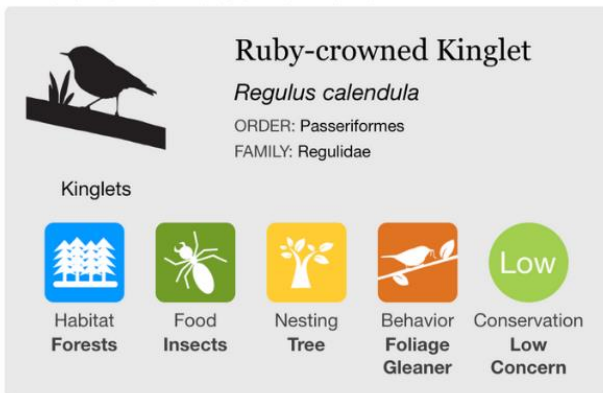 Ruby-crowned Kinglet
Regulus calendula
ORDER: Passeriformes
FAMILY: Regulidae
Kinglets
Low
Habitat
Forests
Food
Insects
Nesting
Tree
Behavior
Foliage
Gleaner
Conservation
Low
Concern